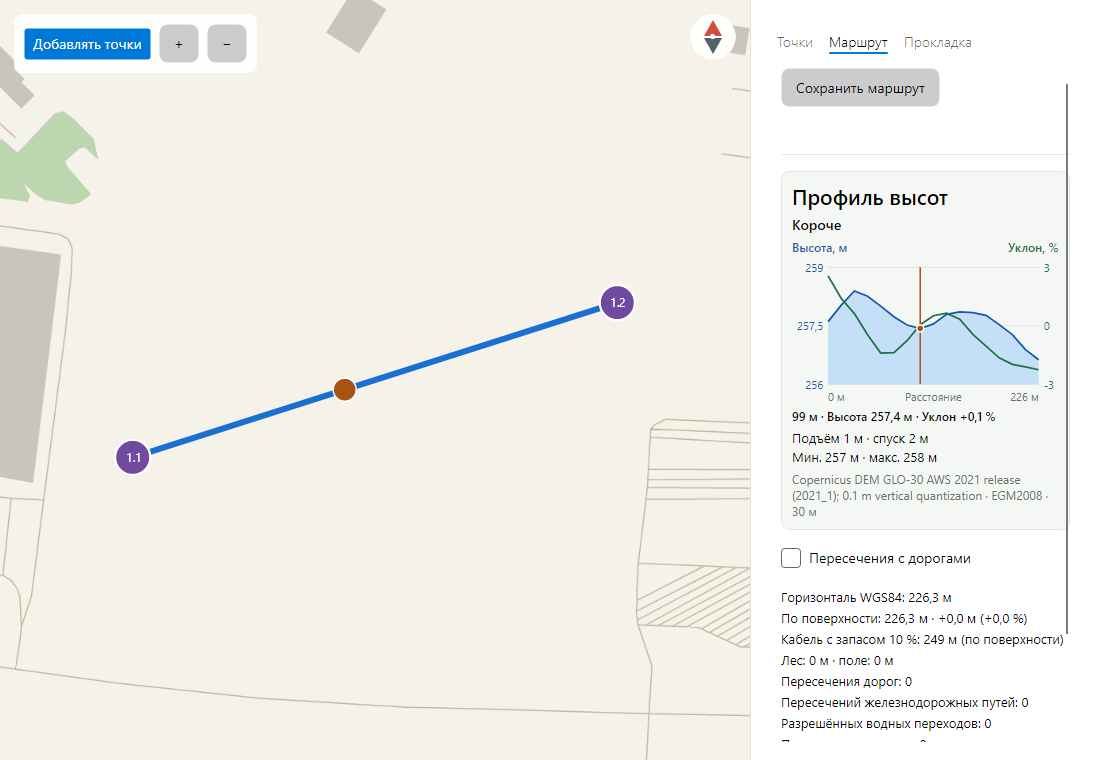 Добавлять точки
+
−
Точки Маршрут Прокладка
Сохранить маршрут
Профиль высот
Короче
Высота, м
Уклон, %
259
3
257,5
0
256
-3
0 м
Расстояние
226 м
99 м · Высота 257,4 м · Уклон +0,1 %
Подъём 1 м · спуск 2 м
Мин. 257 м · макс. 258 м
Copernicus DEM GLO-30 AWS 2021 release
(2021_1); 0.1 m vertical quantization · EGM2008 ·
30 м
1.2
1.1
Пересечения с дорогами
Горизонталь WGS84: 226,3 м
По поверхности: 226,3 м · +0,0 м (+0,0 %)
Кабель с запасом 10 %: 249 м (по поверхности)
Лес: 0 м · поле: 0 м
Пересечения дорог: 0
Пересечений железнодорожных путей: 0
Разрешённых водных переходов: 0